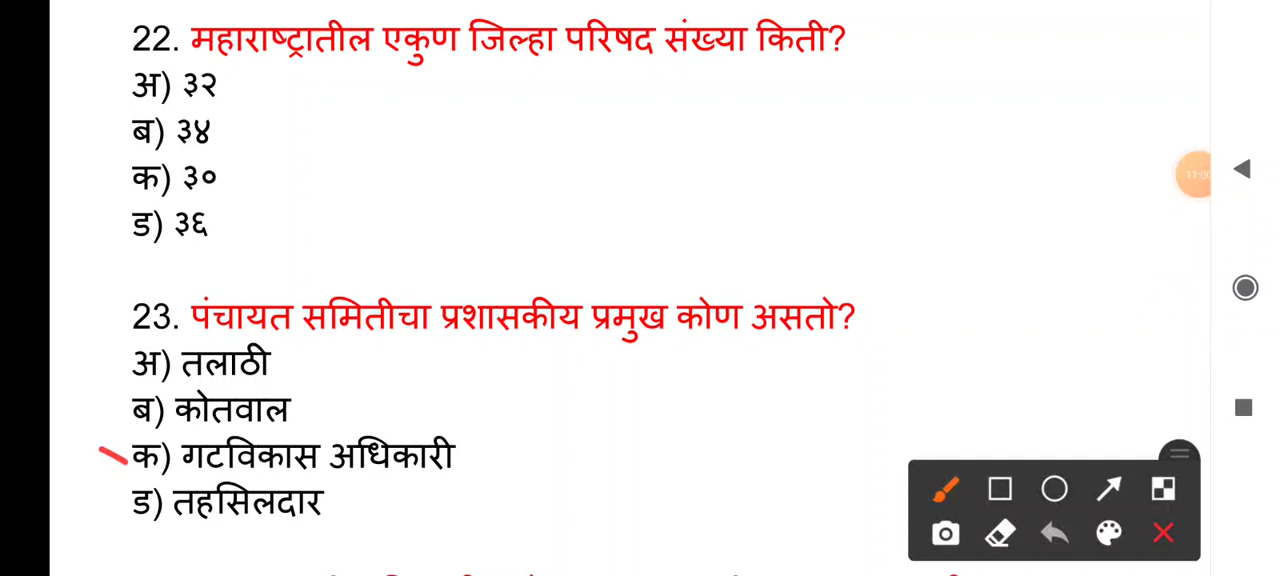 22. महाराष्ट्रातील एकुण जिल्हा परिषद संख्या किती?
अ) ३२
ब) ३४
क) ३०
ड) ३६
23. पंचायत समितीचा प्रशासकीय प्रमुख कोण असतो?
अ) तलाठी
ब) कोतवाल
क) गटविकास अधिकारी
ड) तहसिलदार